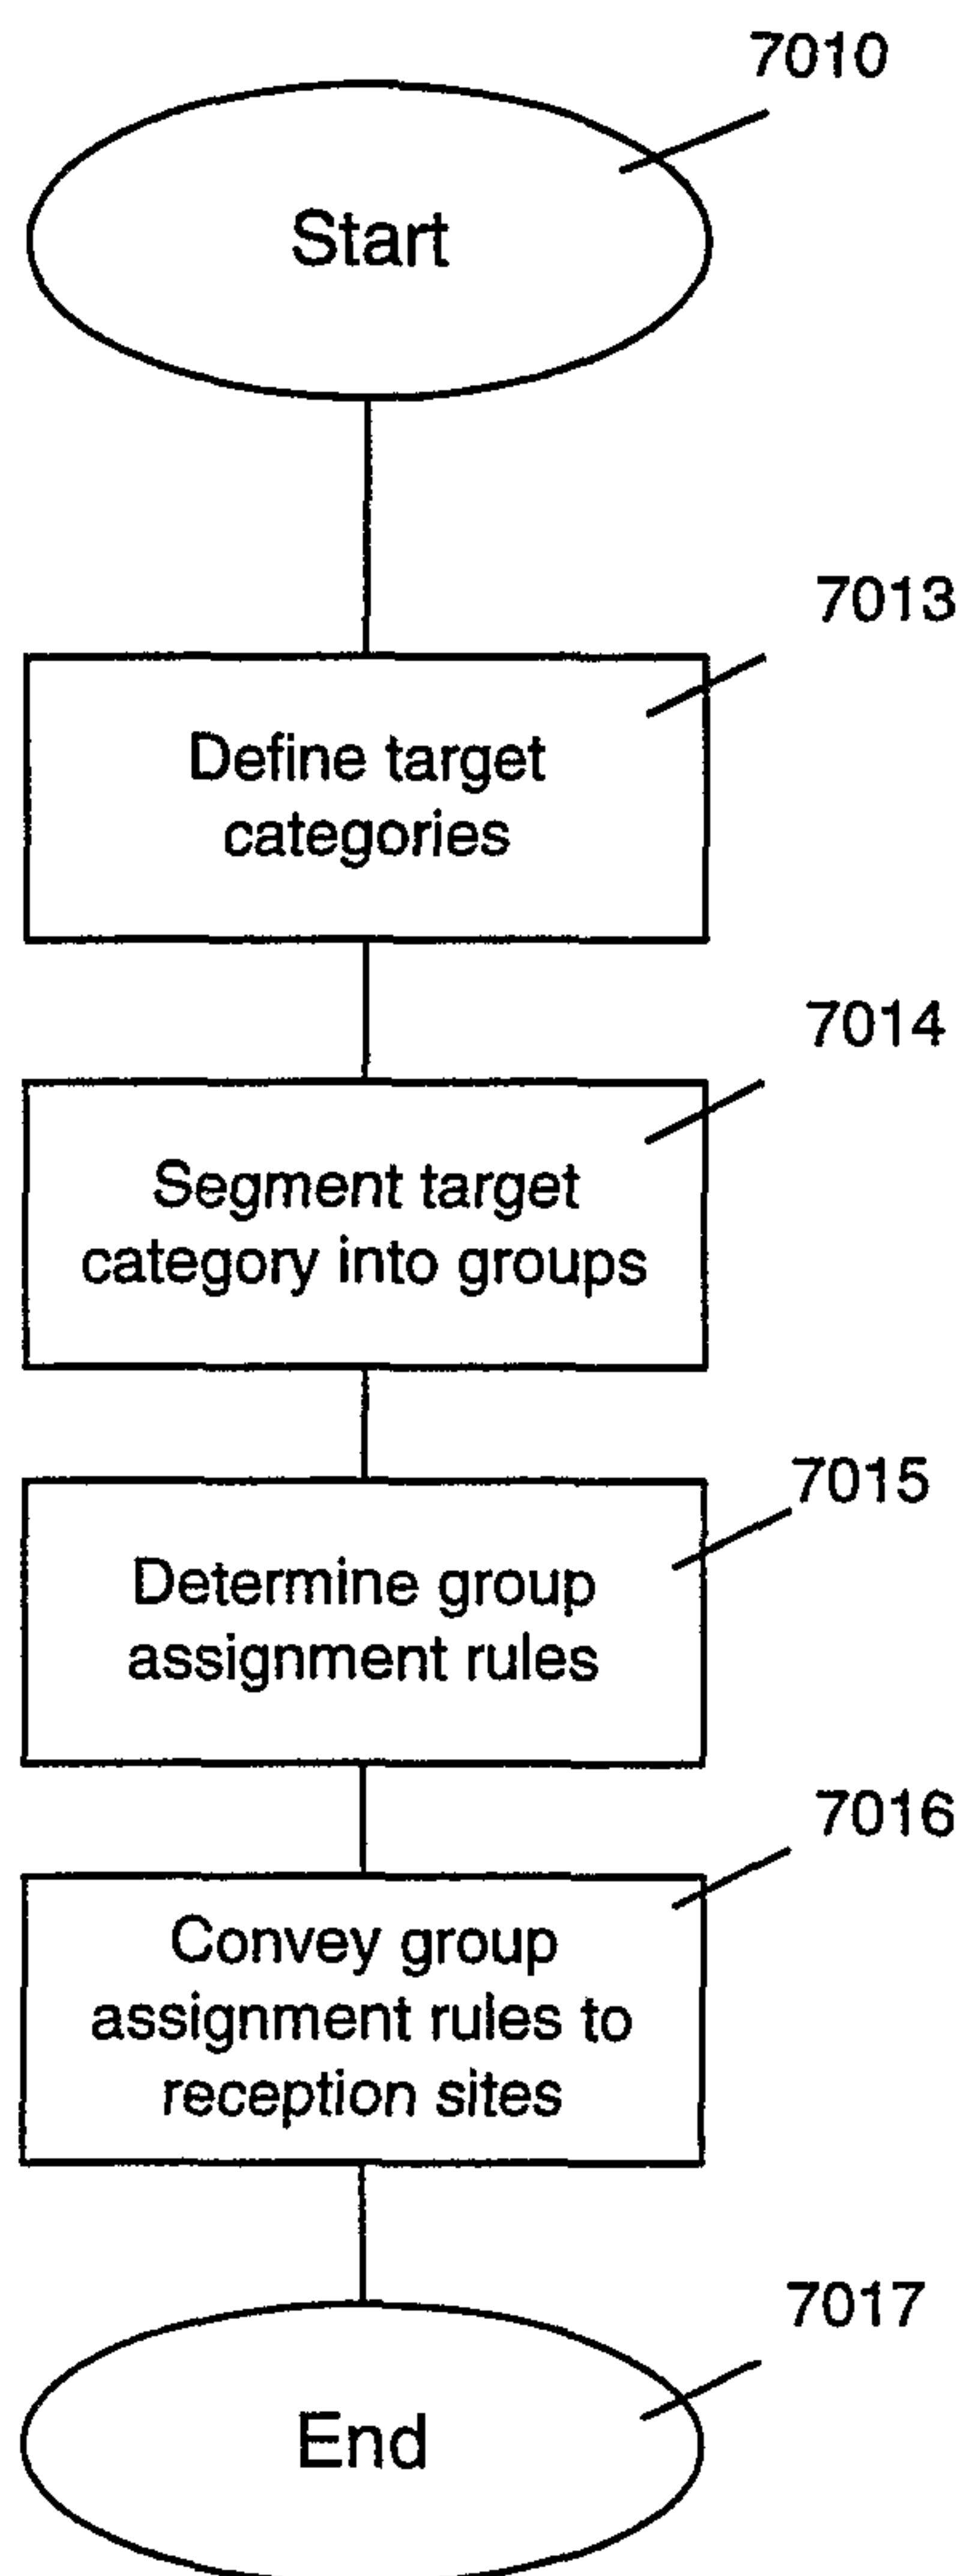 7010
Start
7013
Define target
categories
7014
Segment target
category into groups
7015
Determine group
assignment rules
7016
Convey group
assignment rules to
reception sites
7017
End